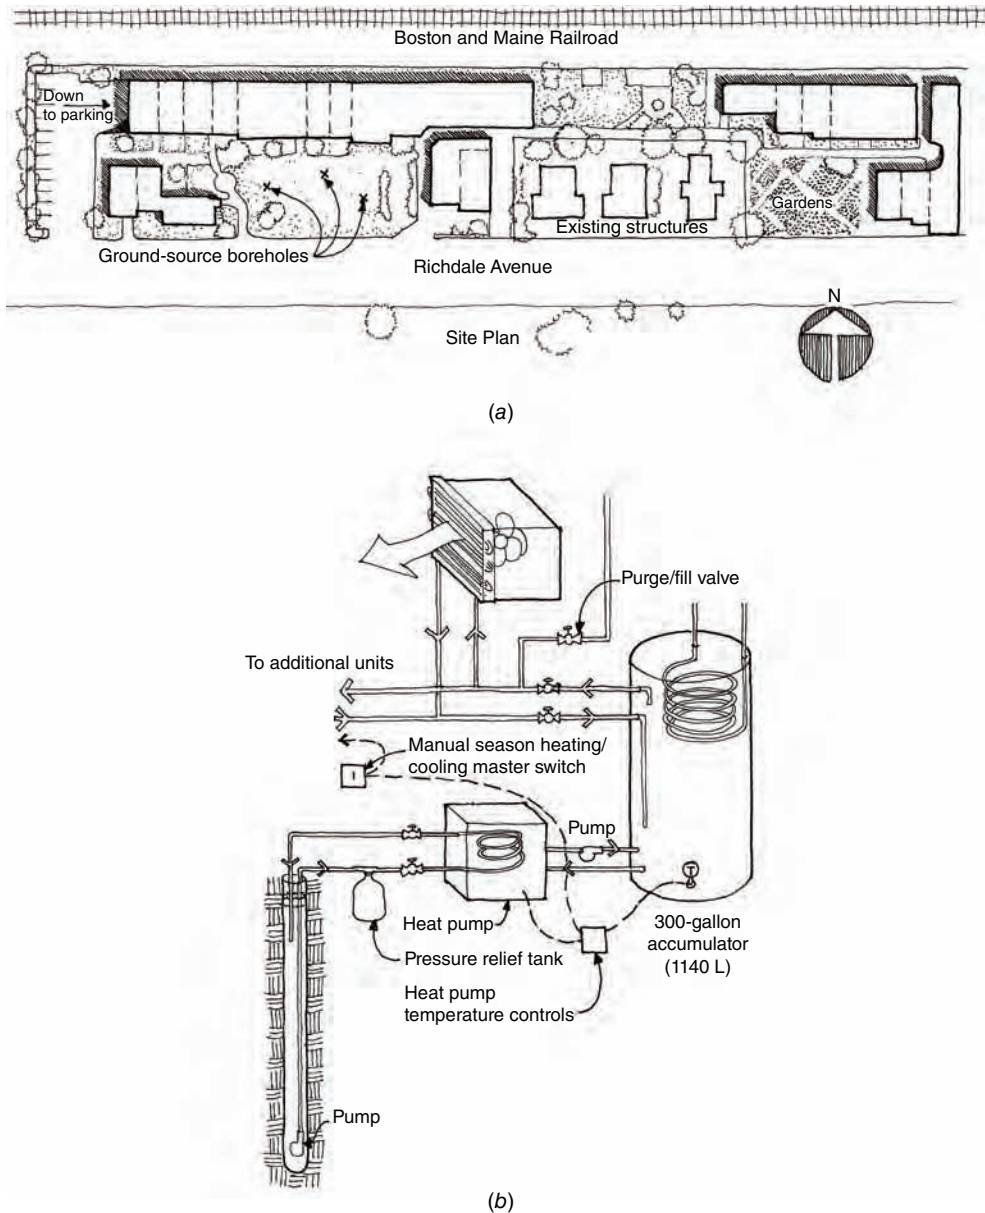 Boston and Maine Railroad
Down
to parking
Gardens
Existing structures
Ground-source boreholes
Richdale Avenue
N
Site Plan
(a)
Purge/fill valve
To additional units
Manual season heating/
cooling master switch
Pump
T
Heat pump
300-gallon
accumulator
(1140 L)
Pressure relief tank
Heat pump
temperature controls
Pump
(b)